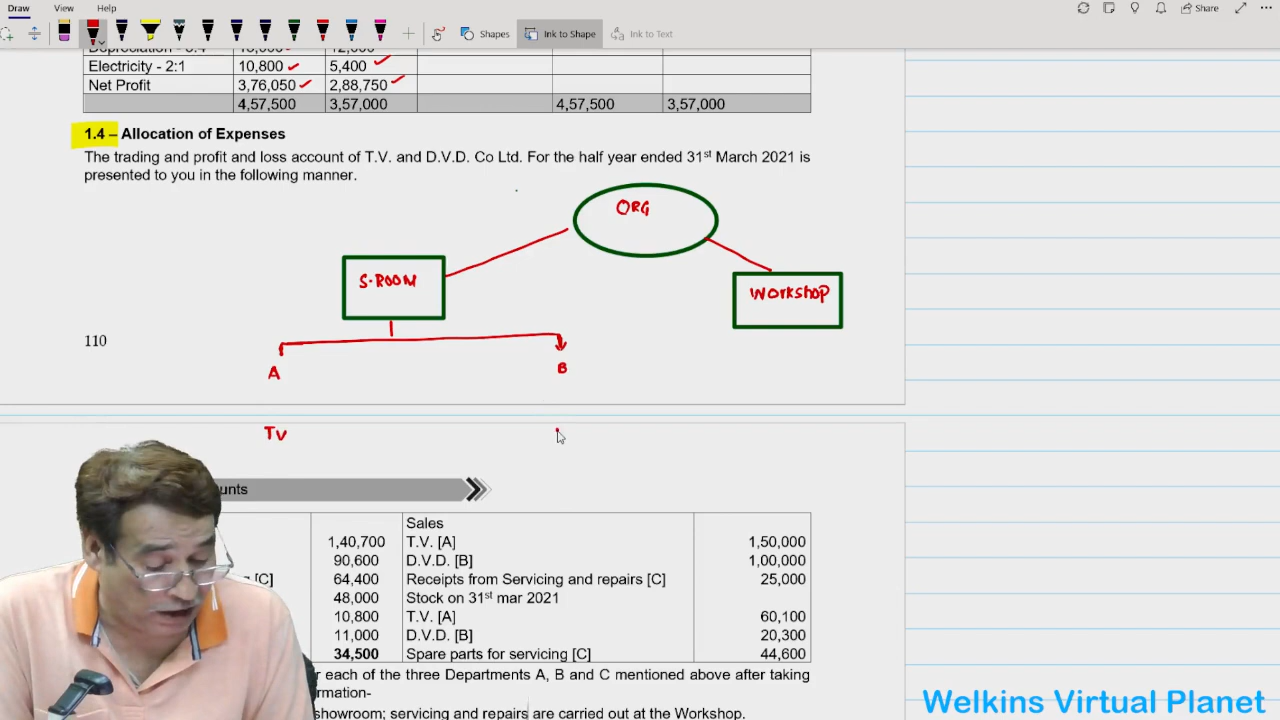 Draw View Help
Share
Shapes Ink to Shape Ink to Text
Electricity - 2:1 10,800 5,400
Net Profit 3,76,050 2,88,750
4,57,500 3,57,000 4,57,500 3,57,000
1.4 – Allocation of Expenses
The trading and profit and loss account of T.V. and D.V.D. Co Ltd. For the half year ended 31st March 2021 is
presented to you in the following manner.
ORG
S.ROOM
WORKSHOP
110
A B
TV
unts
Sales
1,40,700 T.V. [A] 1,50,000
90,600 D.V.D. [B] 1,00,000
[C] 64,400 Receipts from Servicing and repairs [C] 25,000
48,000 Stock on 31st mar 2021
10,800 T.V. [A] 60,100
11,000 D.V.D. [B] 20,300
34,500 Spare parts for servicing [C] 44,600
r each of the three Departments A, B and C mentioned above after taking
rmation-
showroom; servicing and repairs are carried out at the Workshop.
Welkins Virtual Planet